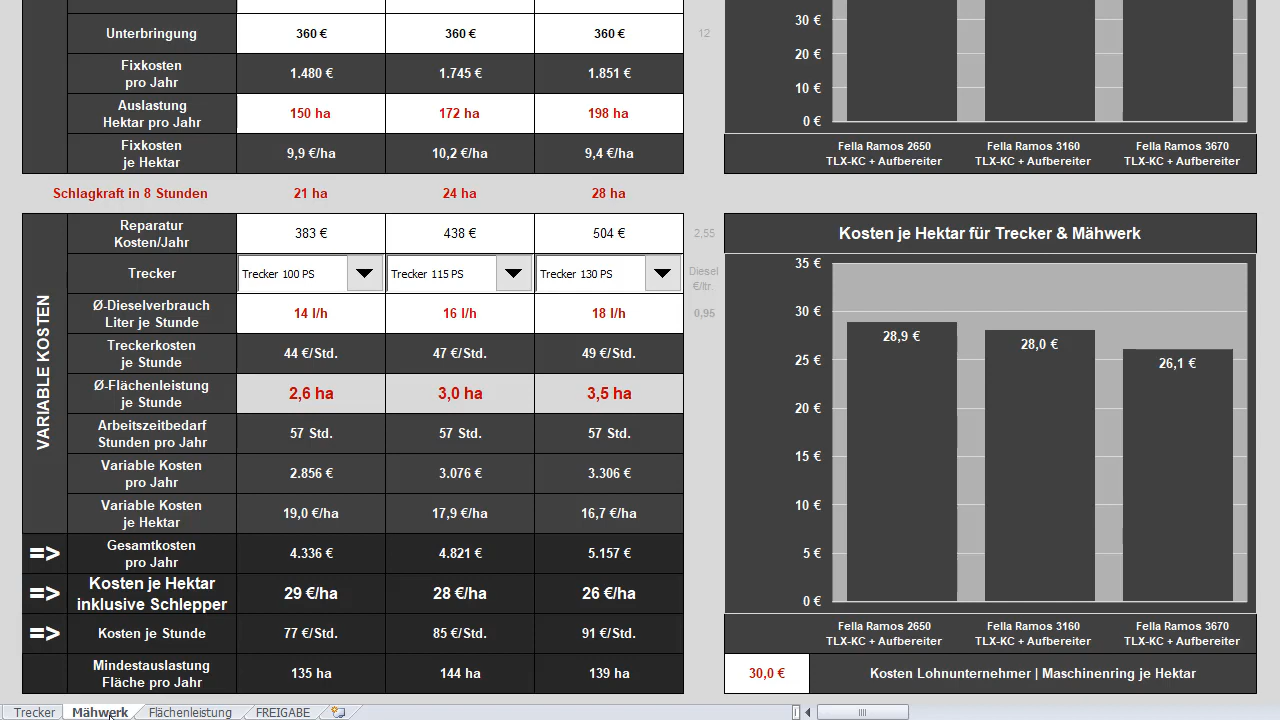 Unterbringung 360 € 360 € 360 € 12
Fixkosten
pro Jahr 1.480 € 1.745 € 1.851 €
Auslastung
Hektar pro Jahr 150 ha 172 ha 198 ha
Fixkosten
je Hektar 9,9 €/ha 10,2 €/ha 9,4 €/ha
Schlagkraft in 8 Stunden 21 ha 24 ha 28 ha
VARIABLE KOSTEN
Reparatur
Kosten/Jahr 383 € 438 € 504 € 2,55
Trecker Trecker 100 PS Trecker 115 PS Trecker 130 PS Diesel
€/ltr.
Ø-Dieselverbrauch
Liter je Stunde 14 l/h 16 l/h 18 l/h 0,95
Treckerkosten
je Stunde 44 €/Std. 47 €/Std. 49 €/Std.
Ø-Flächenleistung
je Stunde 2,6 ha 3,0 ha 3,5 ha
Arbeitszeitbedarf
Stunden pro Jahr 57 Std. 57 Std. 57 Std.
Variable Kosten
pro Jahr 2.856 € 3.076 € 3.306 €
Variable Kosten
je Hektar 19,0 €/ha 17,9 €/ha 16,7 €/ha
=> Gesamtkosten
pro Jahr 4.336 € 4.821 € 5.157 €
=> Kosten je Hektar
inklusive Schlepper 29 €/ha 28 €/ha 26 €/ha
=> Kosten je Stunde 77 €/Std. 85 €/Std. 91 €/Std.
Mindestauslastung
Fläche pro Jahr 135 ha 144 ha 139 ha
30 €
20 €
10 €
0 €
Fella Ramos 2650 Fella Ramos 3160 Fella Ramos 3670
TLX-KC + Aufbereiter TLX-KC + Aufbereiter TLX-KC + Aufbereiter
Kosten je Hektar für Trecker & Mähwerk
35 €
30 €
28,9 € 28,0 € 26,1 €
25 €
20 €
15 €
10 €
5 €
0 €
Fella Ramos 2650 Fella Ramos 3160 Fella Ramos 3670
TLX-KC + Aufbereiter TLX-KC + Aufbereiter TLX-KC + Aufbereiter
30,0 € Kosten Lohnunternehmer | Maschinenring je Hektar
Trecker Mähwerk Flächenleistung FREIGABE